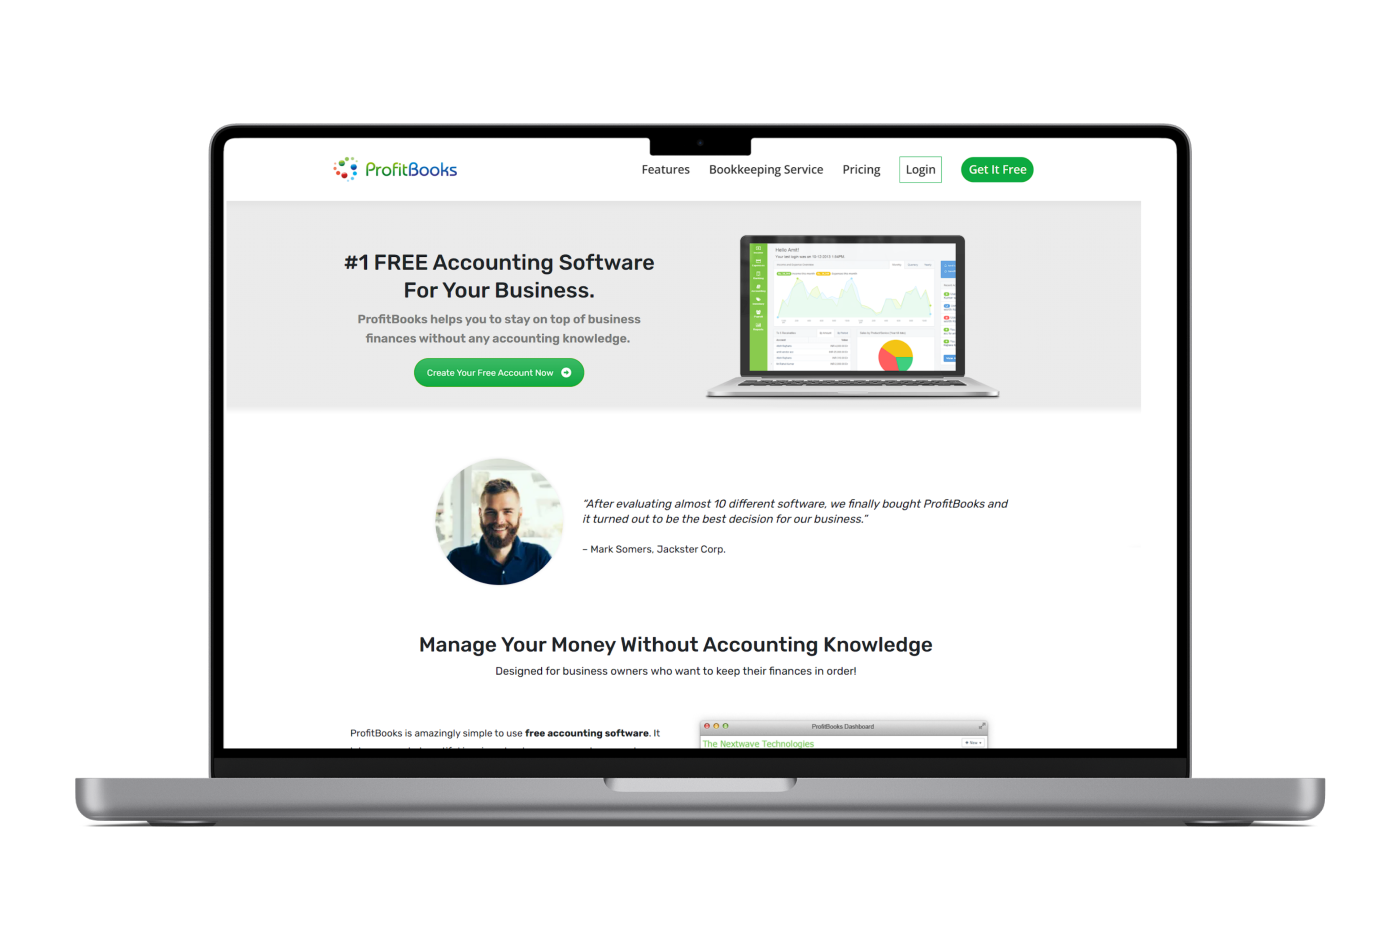 ProfitBooks
Features
Bookkeeping Service
Pricing
Login
Get It Free
#1 FREE Accounting Software
For Your Business.
ProfitBooks helps you to stay on top of business
finances without any accounting knowledge.
Create Your Free Account Now
Hello Amit!
“After evaluating almost 10 different software, we finally bought ProfitBooks and
it turned out to be the best decision for our business.”
– Mark Somers, Jackster Corp.
Manage Your Money Without Accounting Knowledge
Designed for business owners who want to keep their finances in order!
ProfitBooks is amazingly simple to use free accounting software. It
ProfitBooks Dashboard
The Nextwave Technologies
+ New